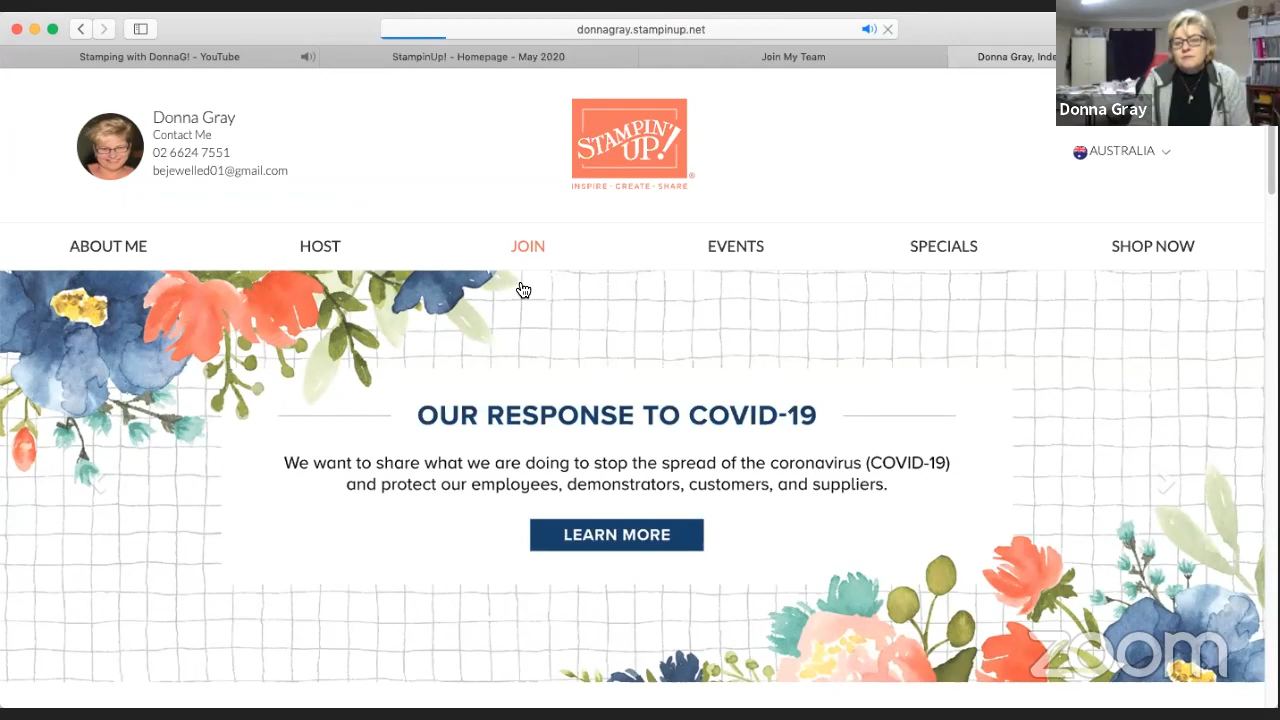 donnagray.stampinup.net
Stamping with DonnaG! - YouTube
StampinUp! - Homepage - May 2020
Join My Team
Donna Gray, Inde
Donna Gray
Donna Gray
Contact Me
02 6624 7551
bejewelled01@gmail.com
STAMPIN'
UP!
INSPIRE · CREATE · SHARE
AUSTRALIA
ABOUT ME
HOST
JOIN
EVENTS
SPECIALS
SHOP NOW
OUR RESPONSE TO COVID-19
We want to share what we are doing to stop the spread of the coronavirus (COVID-19)
and protect our employees, demonstrators, customers, and suppliers.
LEARN MORE
zoom